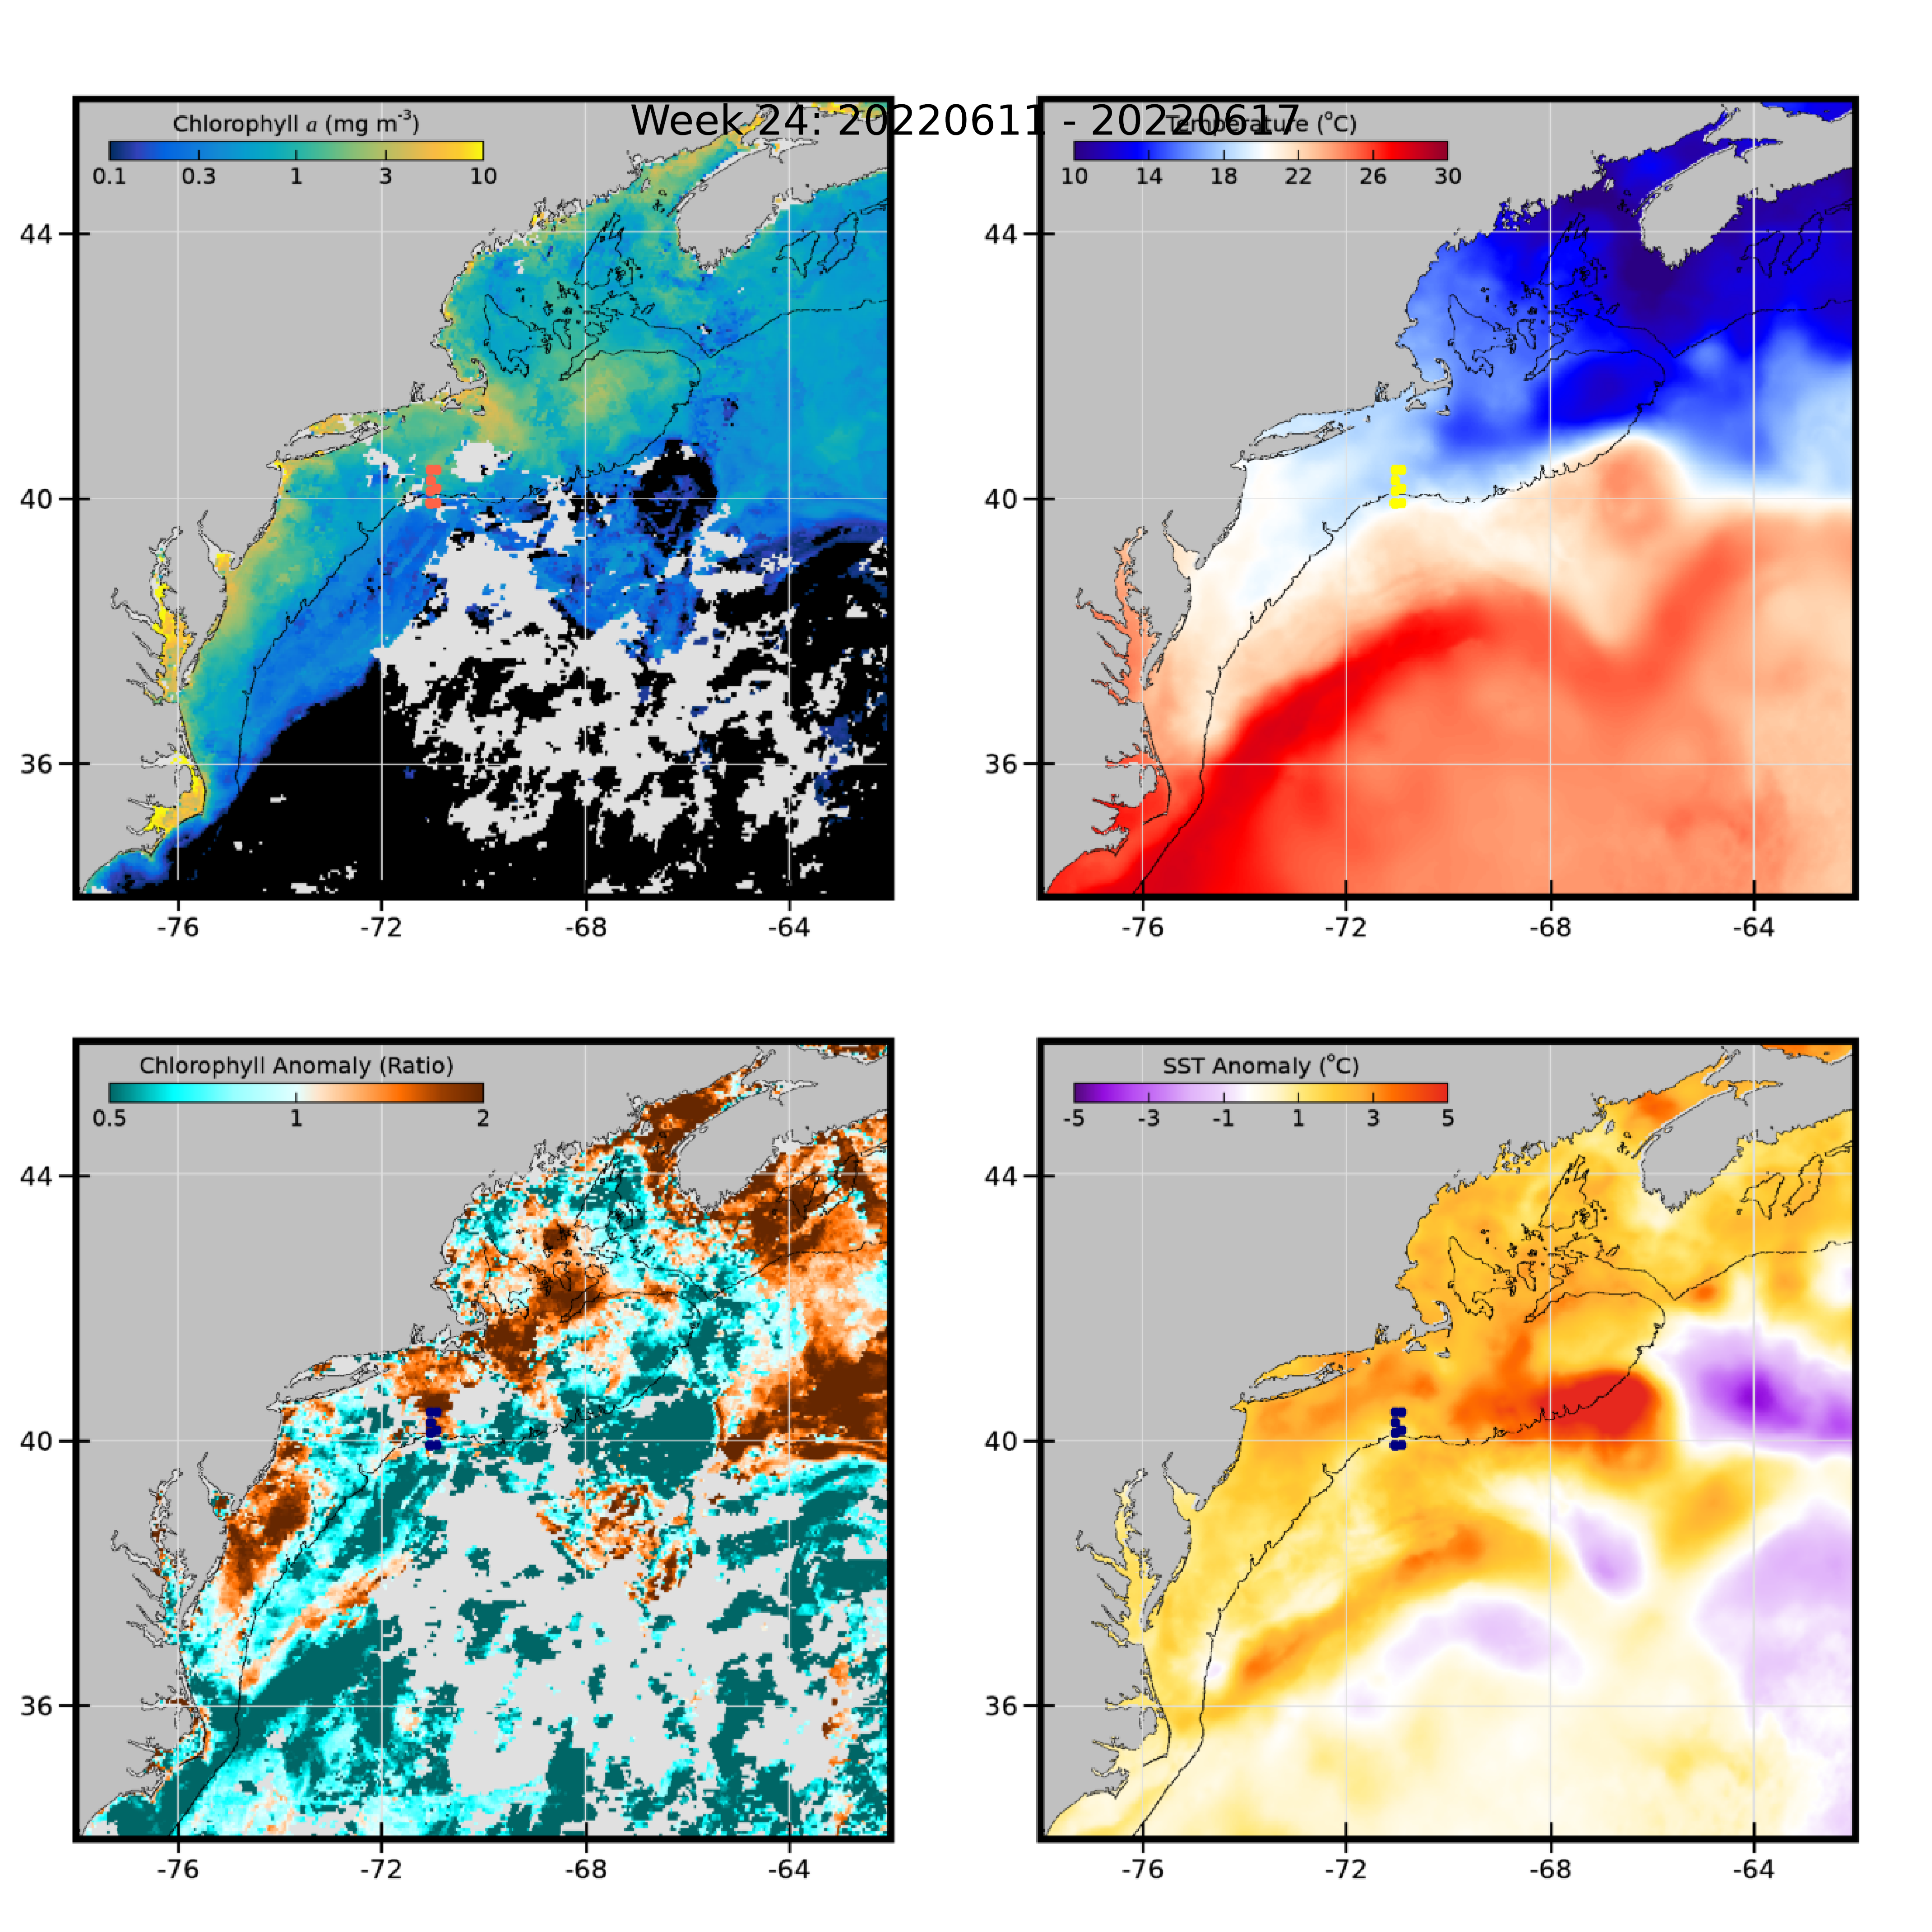 Week 24: 20220611 - 20220617
Chlorophyll a (mg m-3)
0.1 0.3 1 3 10
44
40
36
-76 -72 -68 -64
Temperature (oC)
10 14 18 22 26 30
44
40
36
-76 -72 -68 -64
Chlorophyll Anomaly (Ratio)
0.5 1 2
44
40
36
-76 -72 -68 -64
SST Anomaly (oC)
-5 -3 -1 1 3 5
44
40
36
-76 -72 -68 -64